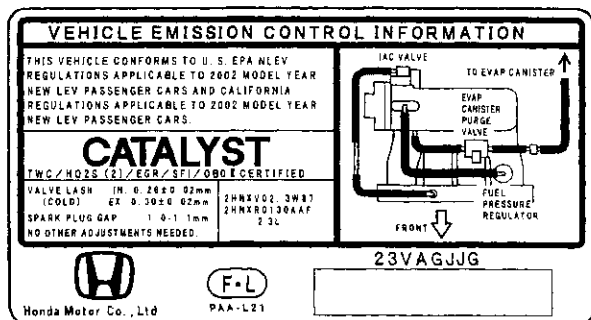 VEHICLE EMISSION CONTROL INFORMATION
THIS VEHICLE CONFORMS TO U.S. EPA NLEV
REGULATIONS APPLICABLE TO 2002 MODEL YEAR
NEW LEV PASSENGER CARS AND CALIFORNIA
REGULATIONS APPLICABLE TO 2002 MODEL YEAR
NEW LEV PASSENGER CARS.
CATALYST
TWC/HO2S (2)/EGR/SFI/OBD II CERTIFIED
VALVE LASH IN. 0.26±0.02mm
(COLD) EX 0.30±0.02mm
SPARK PLUG GAP 1.0-1.1mm
NO OTHER ADJUSTMENTS NEEDED.
2HNXV02.3W87
2HNXR0130AAF
2.3L
IAC VALVE
TO EVAP CANISTER
EVAP
CANISTER
PURGE
VALVE
FUEL
PRESSURE
REGULATOR
FRONT
23VAGJJG
Honda Motor Co., Ltd
F·L
PAA-L21